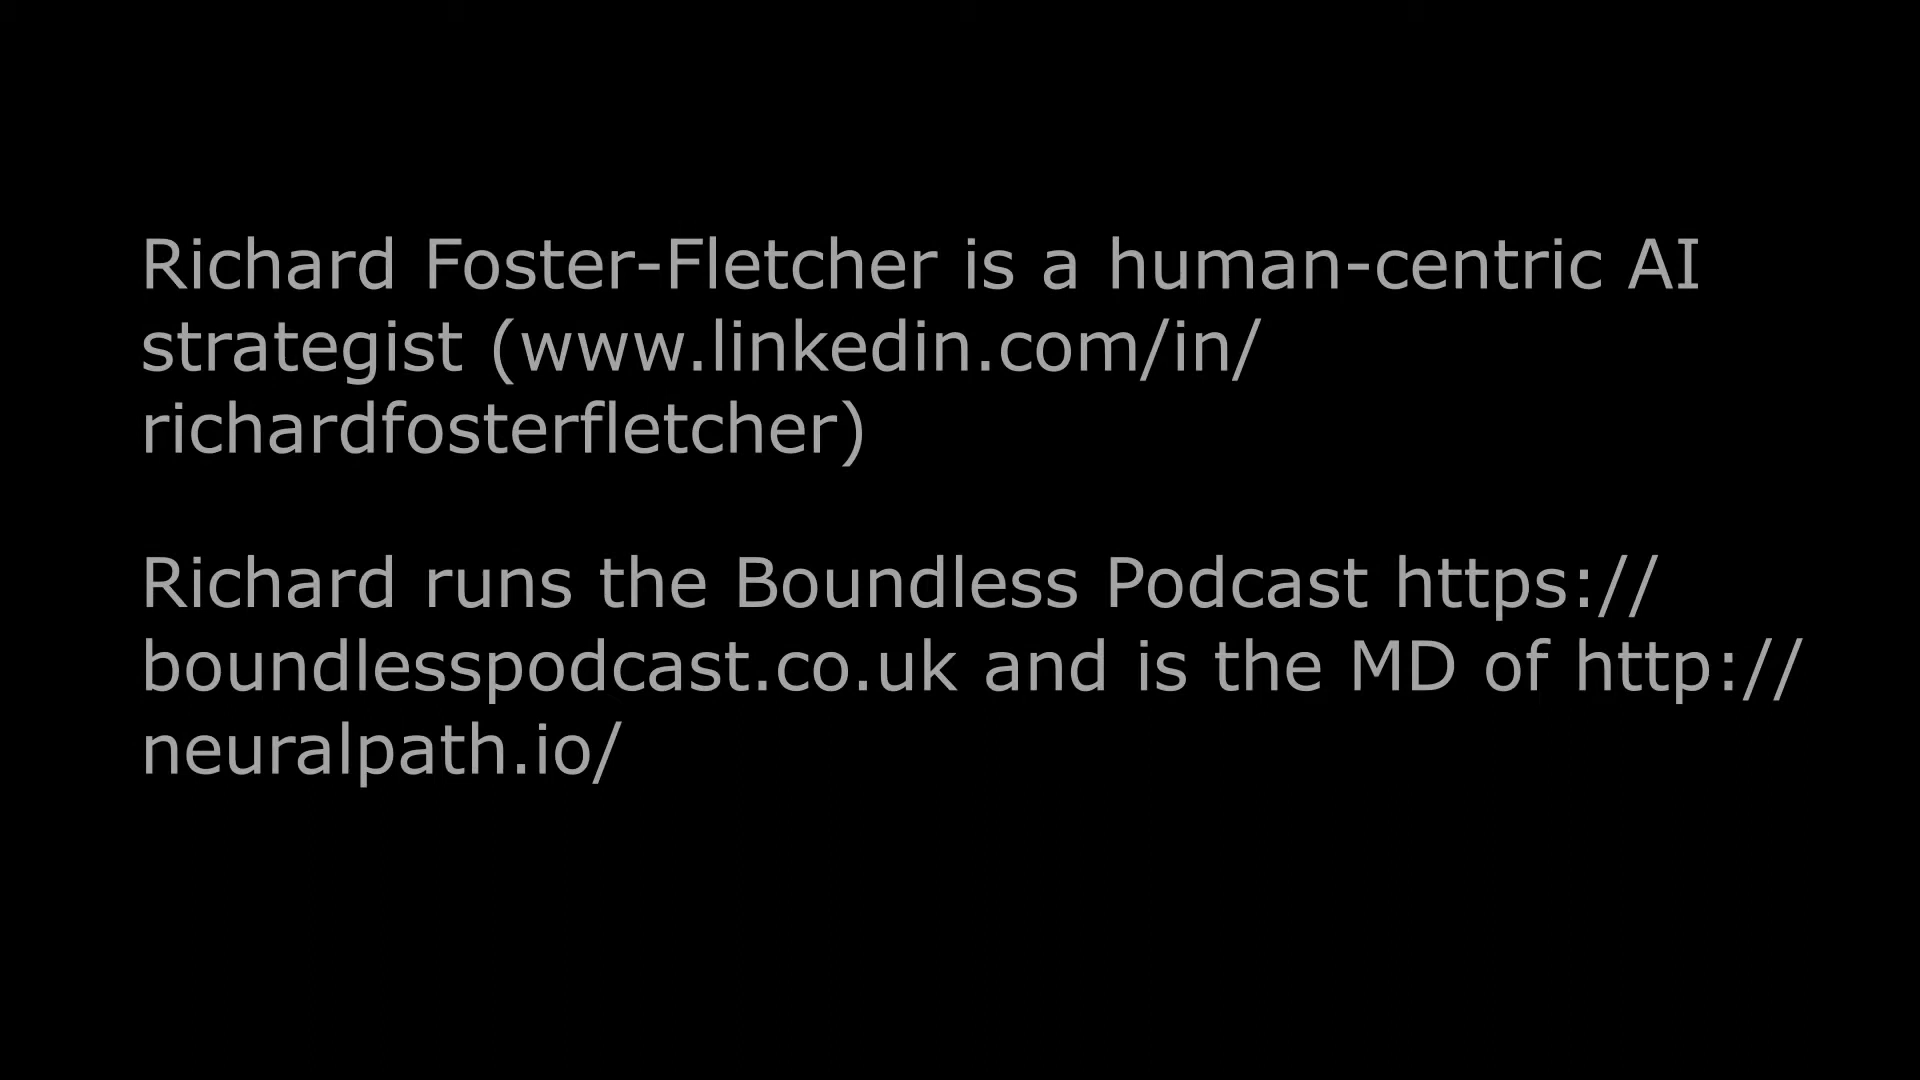 Richard Foster-Fletcher is a human-centric AI
strategist (www.linkedin.com/in/
richardfosterfletcher)
Richard runs the Boundless Podcast https://
boundlesspodcast.co.uk and is the MD of http://
neuralpath.io/